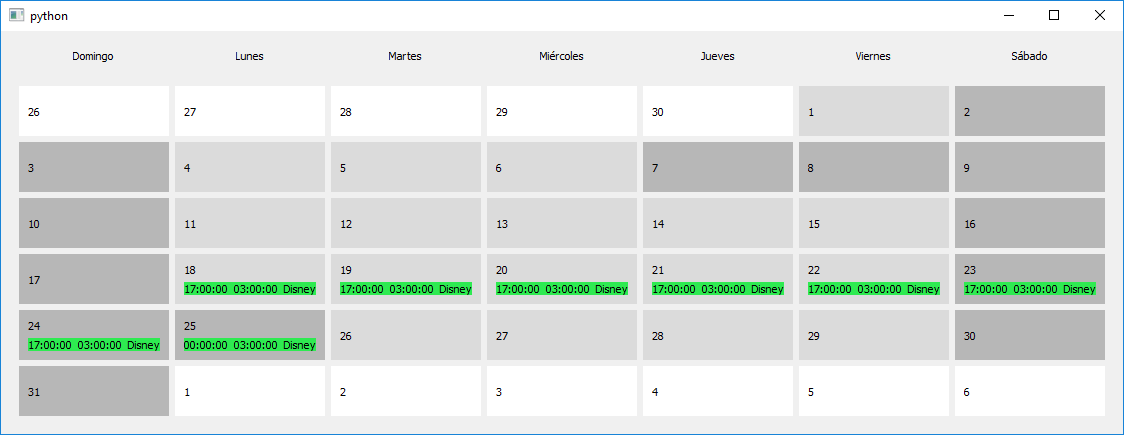 python
Domingo Lunes Martes Miércoles Jueves Viernes Sábado
26 27 28 29 30 1 2
3 4 5 6 7 8 9
10 11 12 13 14 15 16
17 18 19 20 21 22 23
17:00:00 03:00:00 Disney 17:00:00 03:00:00 Disney 17:00:00 03:00:00 Disney 17:00:00 03:00:00 Disney 17:00:00 03:00:00 Disney 17:00:00 03:00:00 Disney
24 25 26 27 28 29 30
17:00:00 03:00:00 Disney 00:00:00 03:00:00 Disney
31 1 2 3 4 5 6